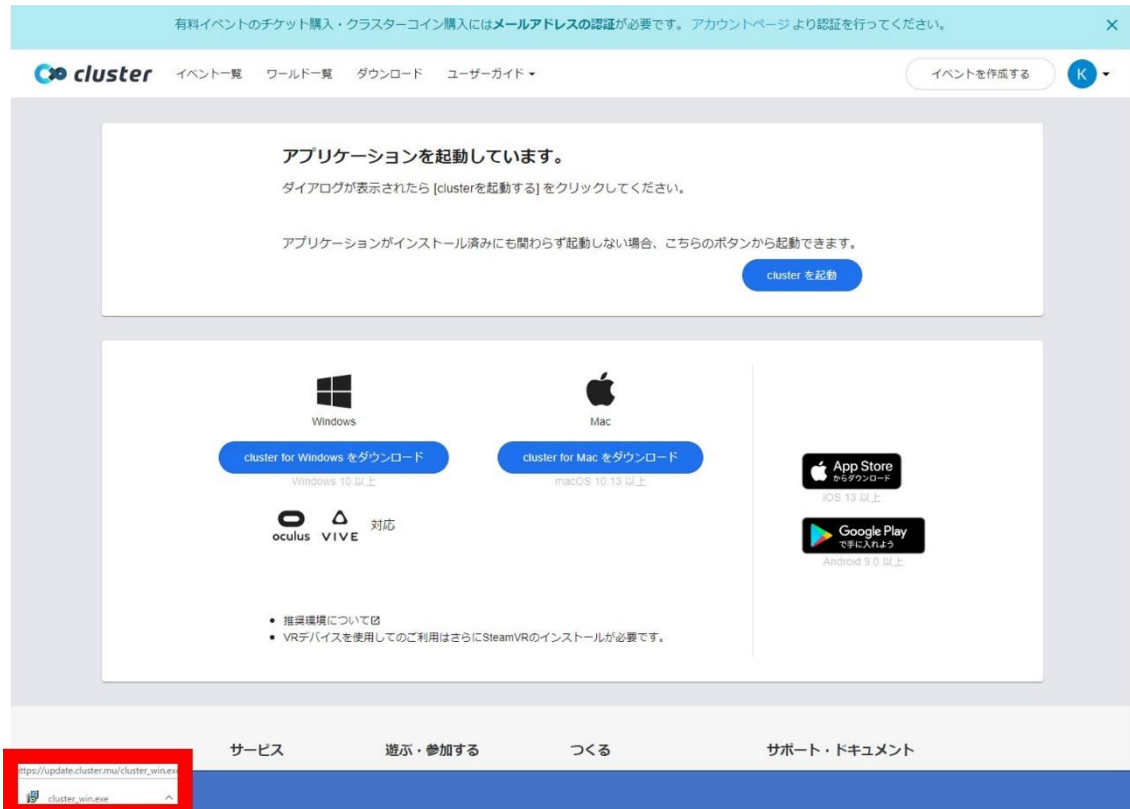 有料イベントのチケット購入・クラスターコイン購入にはメールアドレスの認証が必要です。 アカウントページ より認証を行ってください。
×
cluster イベント一覧 ワールド一覧 ダウンロード ユーザーガイド イベントを作成する K
アプリケーションを起動しています。
ダイアログが表示されたら [clusterを起動する] をクリックしてください。
アプリケーションがインストール済みにも関わらず起動しない場合、こちらのボタンから起動できます。
cluster を起動
Windows
cluster for Windows をダウンロード
Windows 10 以上
oculus VIVE 対応
Mac
cluster for Mac をダウンロード
macOS 10.13 以上
App Store
からダウンロード
iOS 13 以上
Google Play
で手に入れよう
Android 9.0 以上
推奨環境について
VRデバイスを使用してのご利用はさらにSteamVRのインストールが必要です。
サービス 遊ぶ・参加する つくる サポート・ドキュメント
ttps://update.cluster.mu/cluster_win.exe
cluster_win.exe